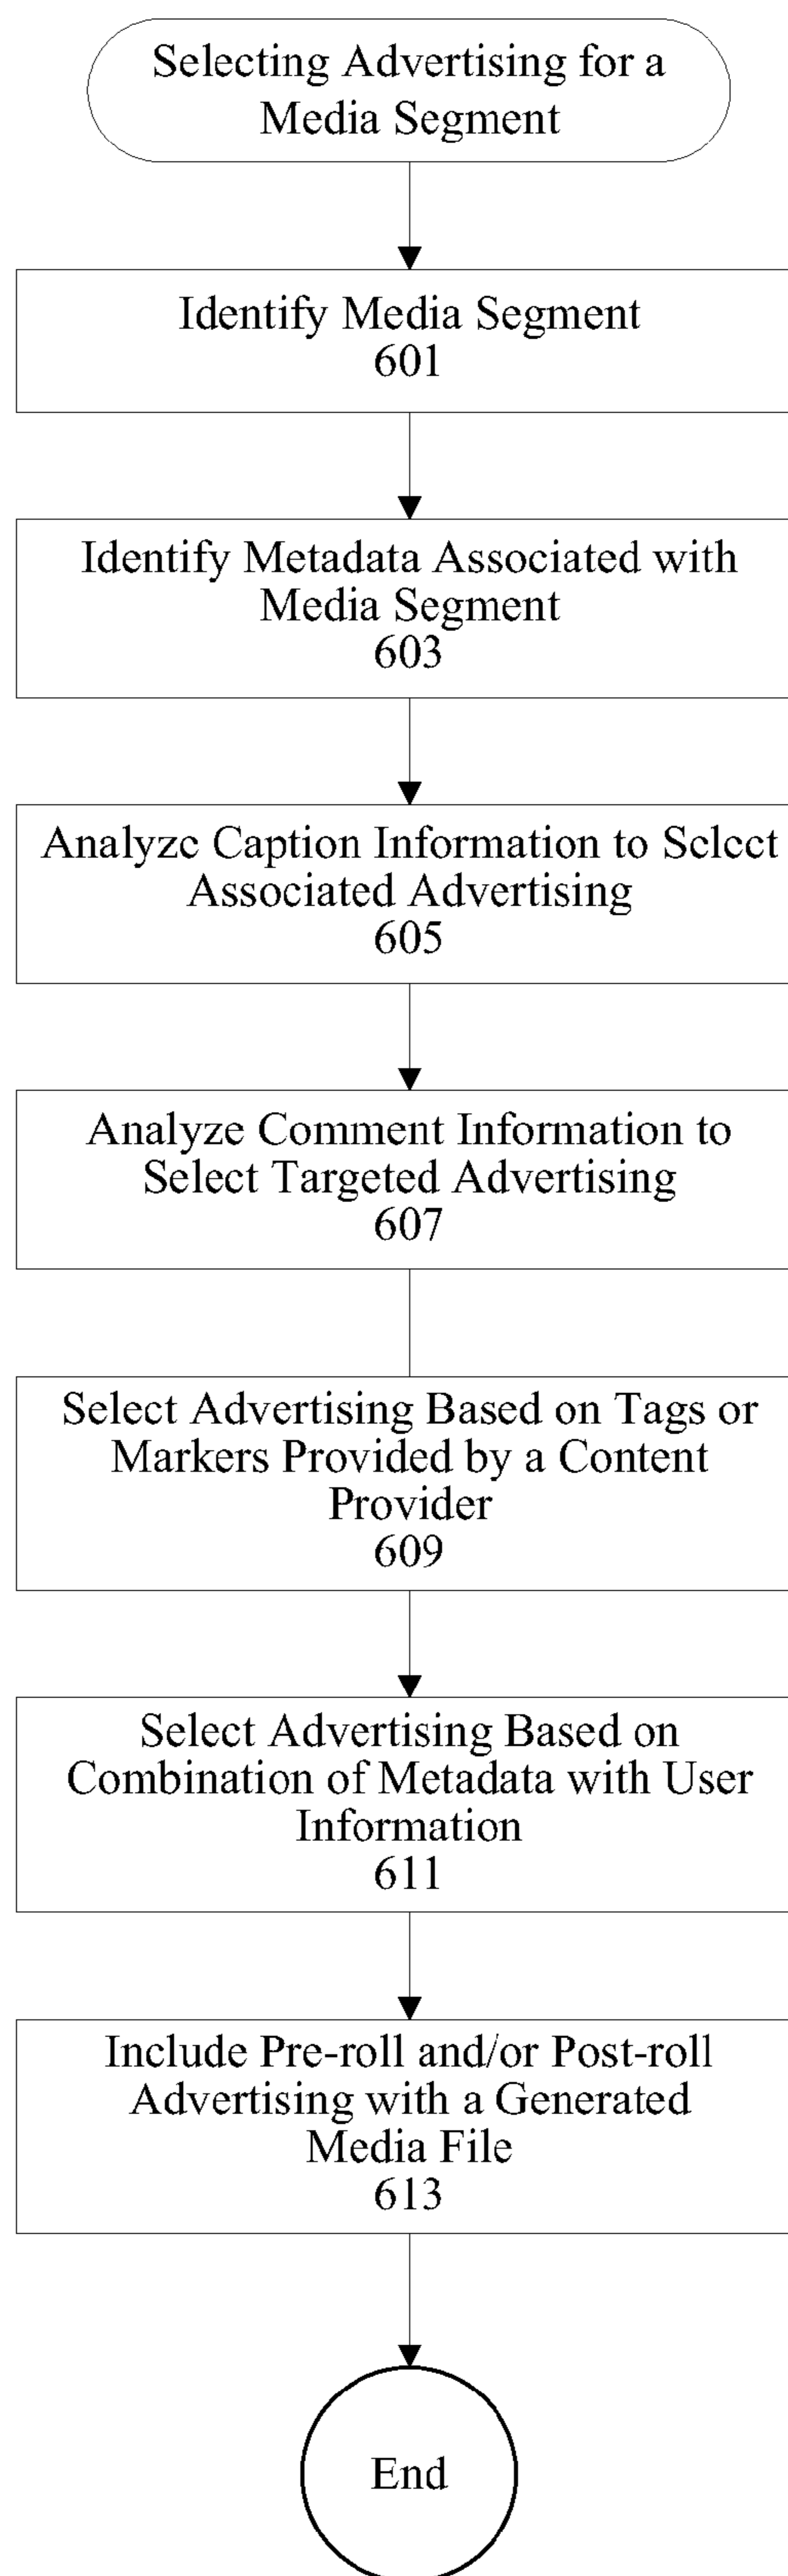 Selecting Advertising for a
Media Segment
Identify Media Segment
601
Identify Metadata Associated with
Media Segment
603
Analyze Caption Information to Select
Associated Advertising
605
Analyze Comment Information to
Select Targeted Advertising
607
Select Advertising Based on Tags or
Markers Provided by a Content
Provider
609
Select Advertising Based on
Combination of Metadata with User
Information
611
Include Pre-roll and/or Post-roll
Advertising with a Generated
Media File
613
End